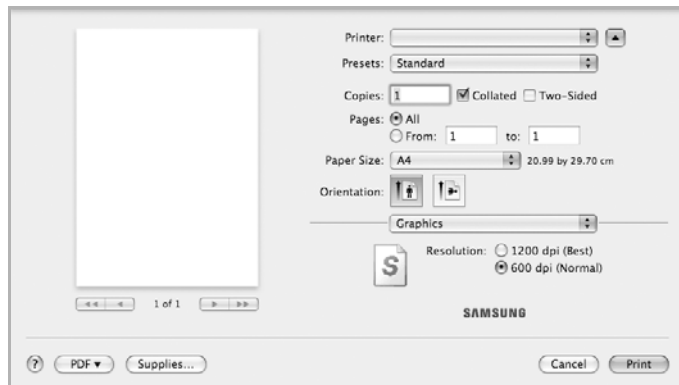 Printer:
Presets: Standard
Copies: 1 Collated Two-Sided
Pages: All
From: 1 to: 1
Paper Size: A4 20.99 by 29.70 cm
Orientation:
Graphics
Resolution: 1200 dpi (Best)
S 600 dpi (Normal)
1 of 1
SAMSUNG
? PDF Supplies... Cancel Print